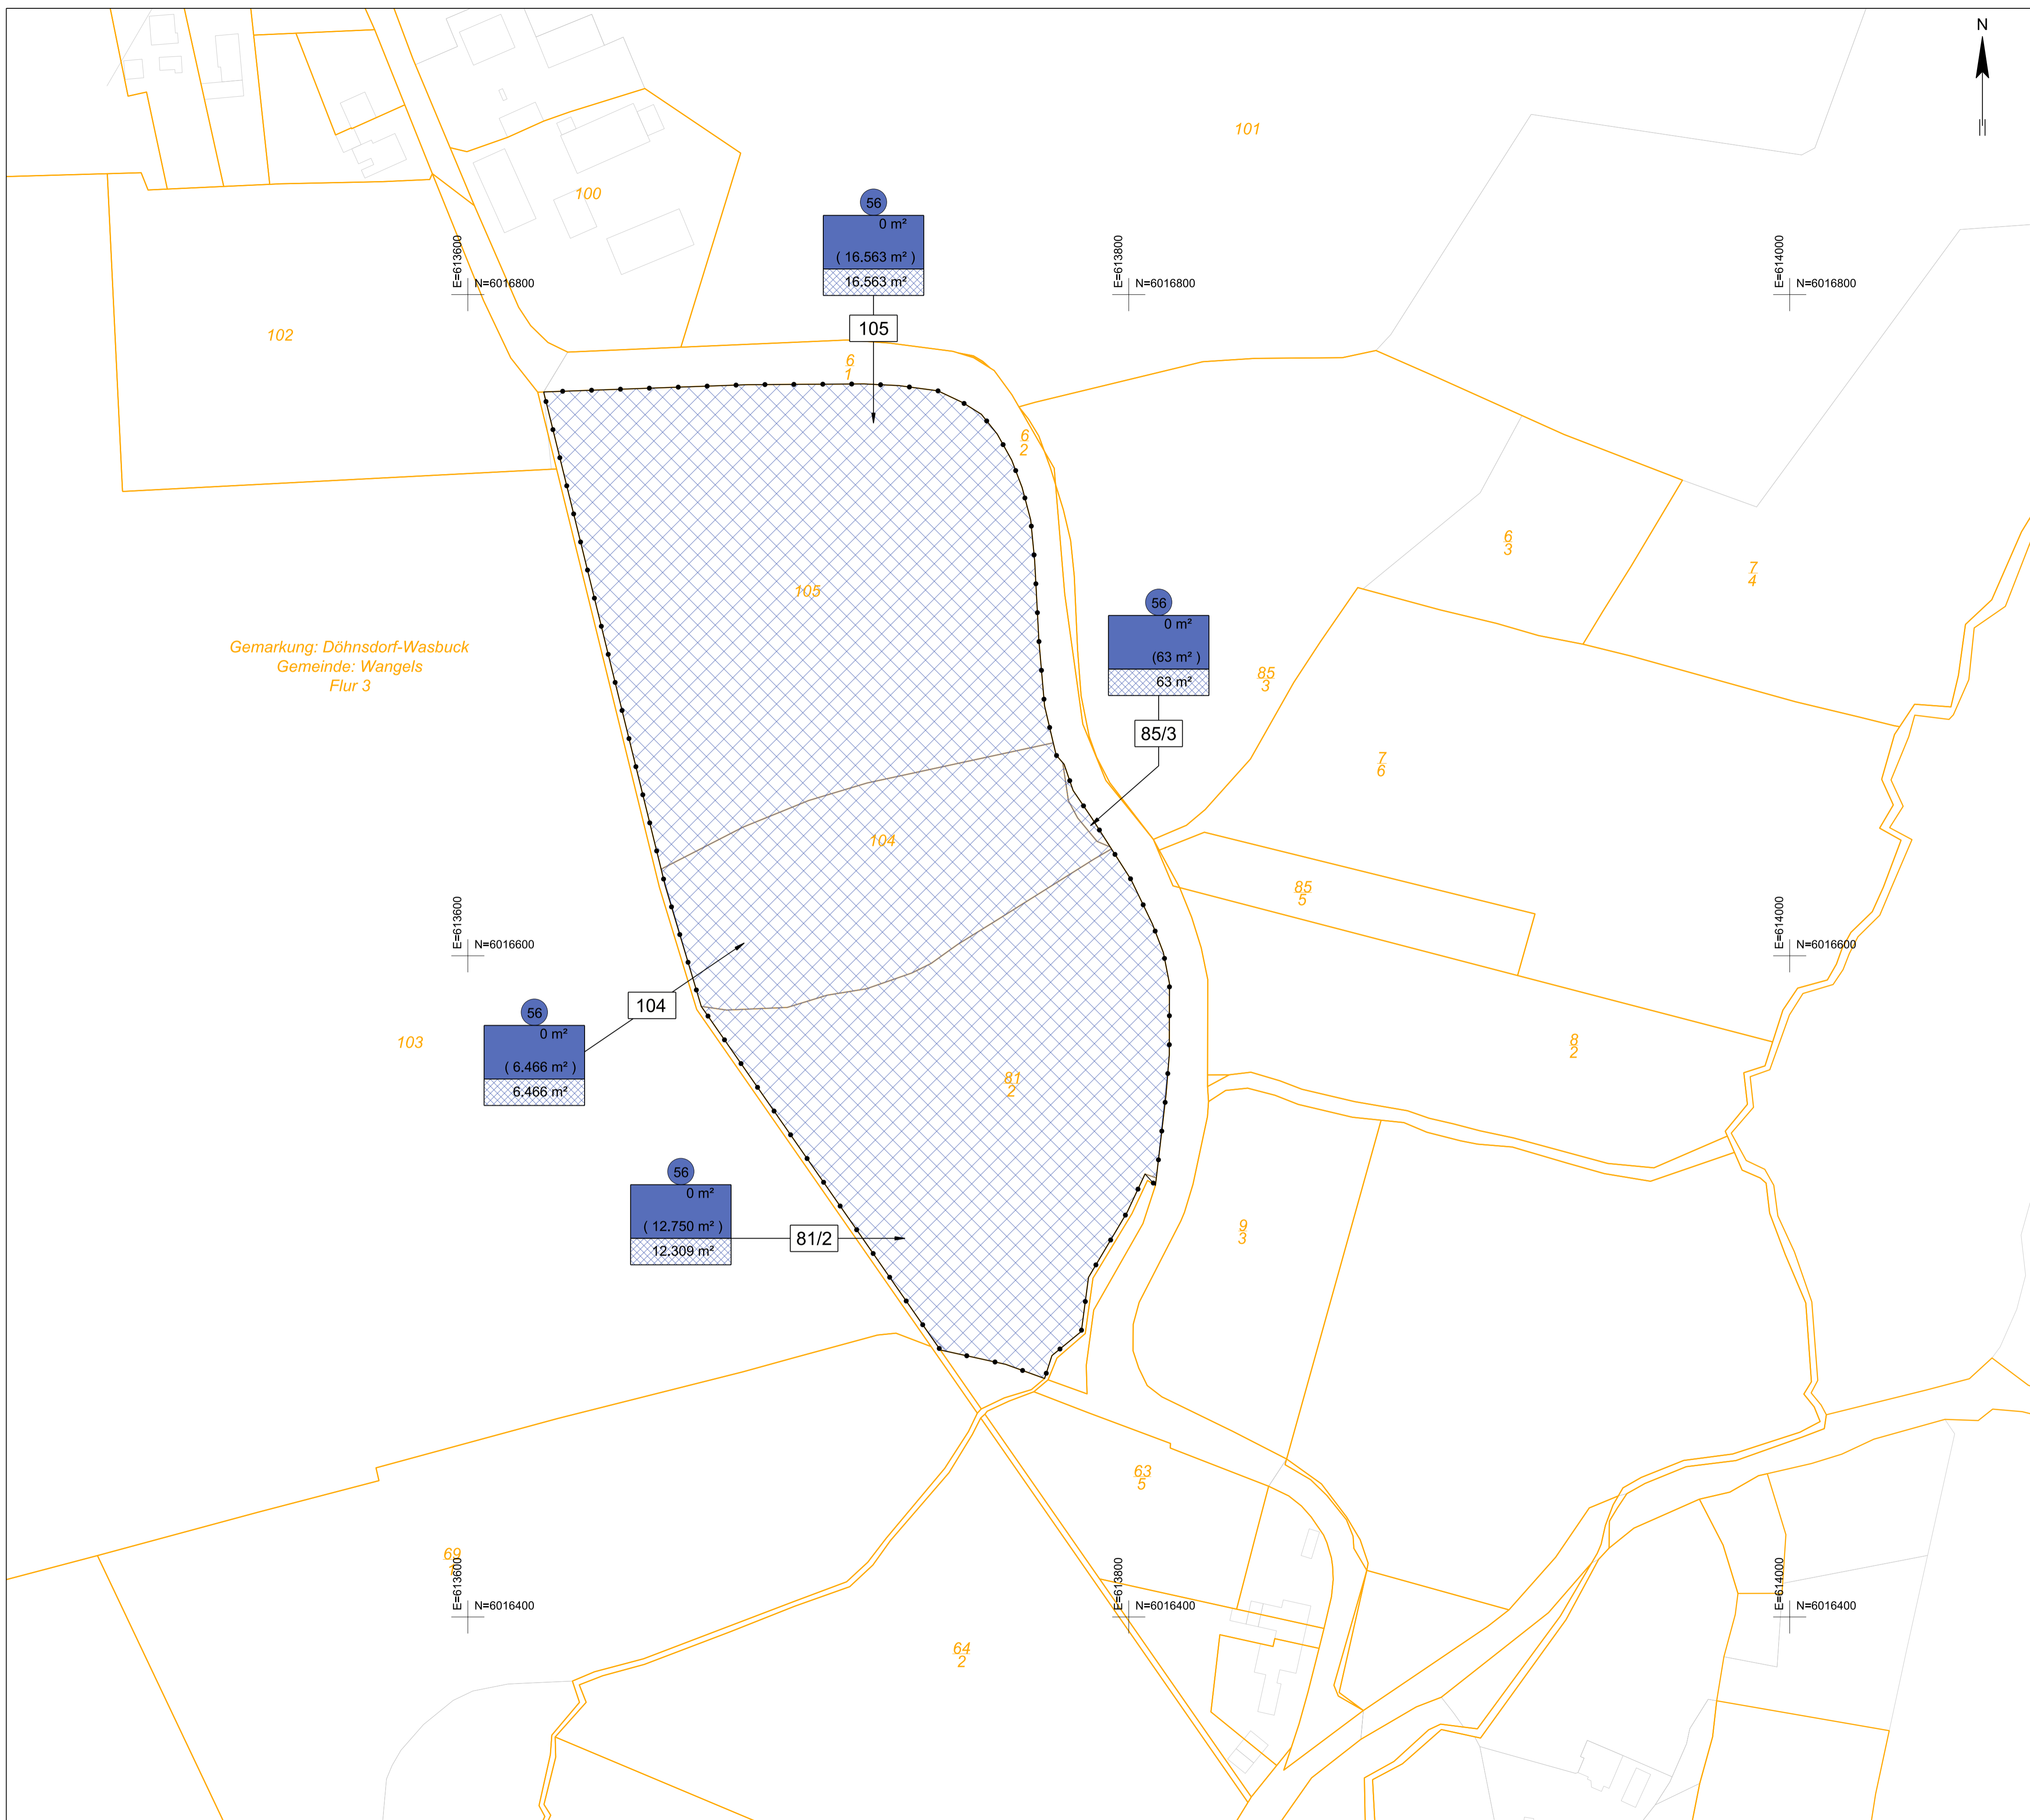 N
101
100
56
0 m²
( 16.563 m² )
16.563 m²
105
E=613600
N=6016800
E=613800
N=6016800
E=614000
N=6016800
102
6
1
6
2
6
3
7
4
105
56
0 m²
(63 m² )
63 m²
85/3
Gemarkung: Döhnsdorf-Wasbuck
Gemeinde: Wangels
Flur 3
85
3
7
6
104
85
5
E=613600
N=6016600
E=614000
N=6016600
104
56
0 m²
( 6.466 m² )
6.466 m²
103
8
2
81
2
56
0 m²
( 12.750 m² )
12.309 m²
81/2
9
3
63
5
69
E=613600
N=6016400
E=613800
N=6016400
E=614000
N=6016400
64
2